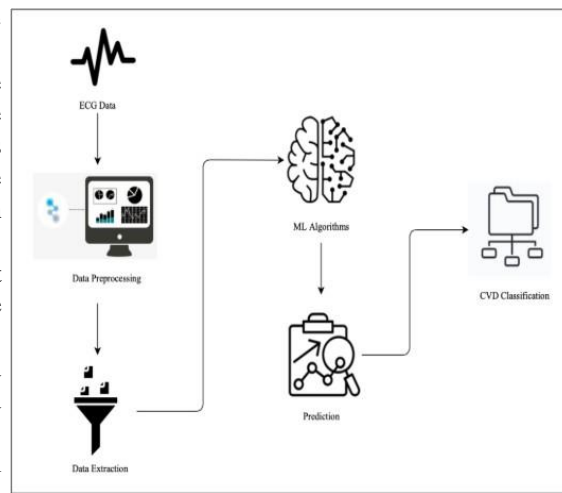 ECG Data
Data Preprocessing
Data Extraction
ML Algorithms
Prediction
CVD Classification